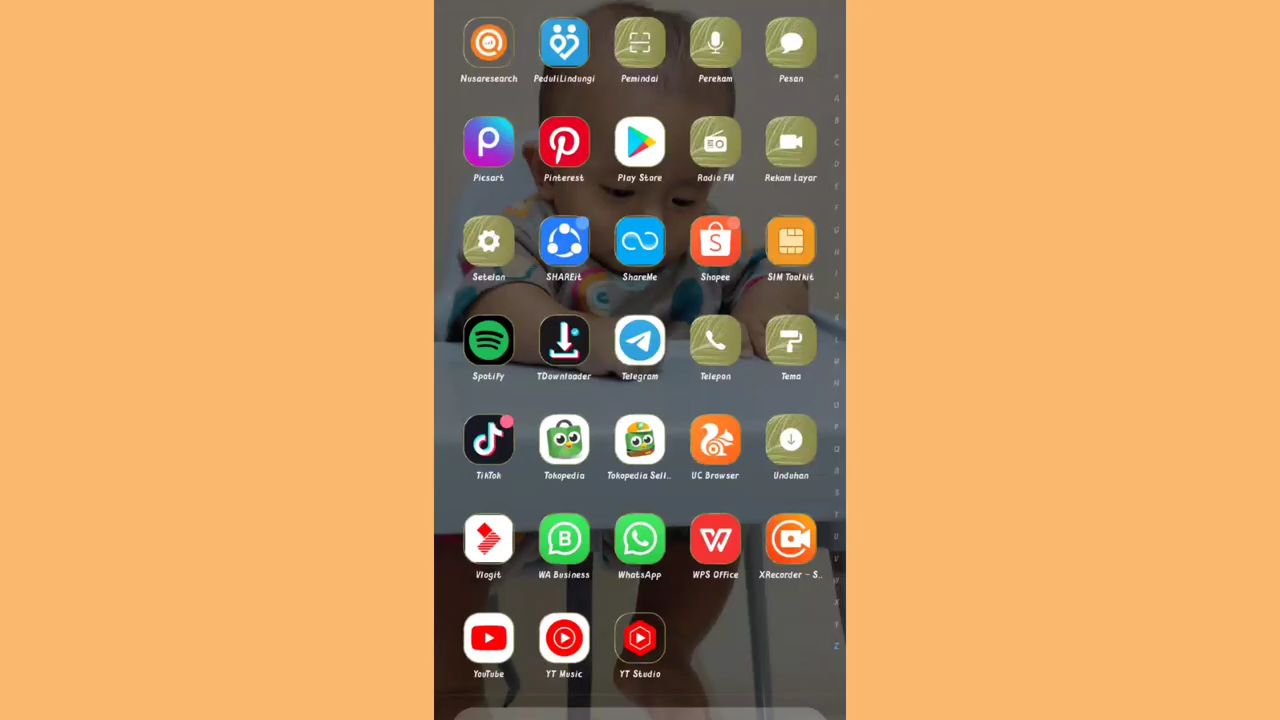 Nusaresearch PeduliLindungi Pemindai Perekam Pesan
Picsart Pinterest Play Store Radio FM Rekam Layar
Setelan SHAREit ShareMe Shopee SIM Toolkit
Spotify TDownloader Telegram Telepon Tema
TikTok Tokopedia Tokopedia Sell.. UC Browser Unduhan
Vlogit WA Business WhatsApp WPS Office XRecorder - S..
YouTube YT Music YT Studio